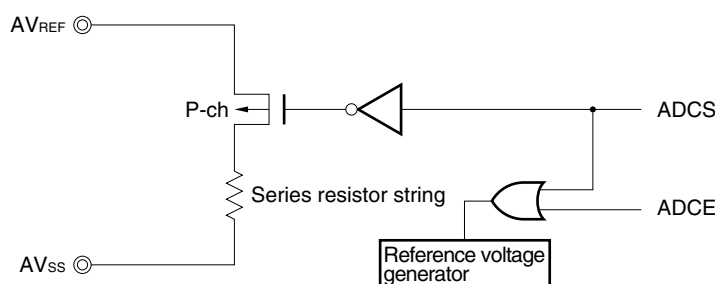 AVREF
P-ch
ADCS
Series resistor string
ADCE
Reference voltage
generator
AVSS